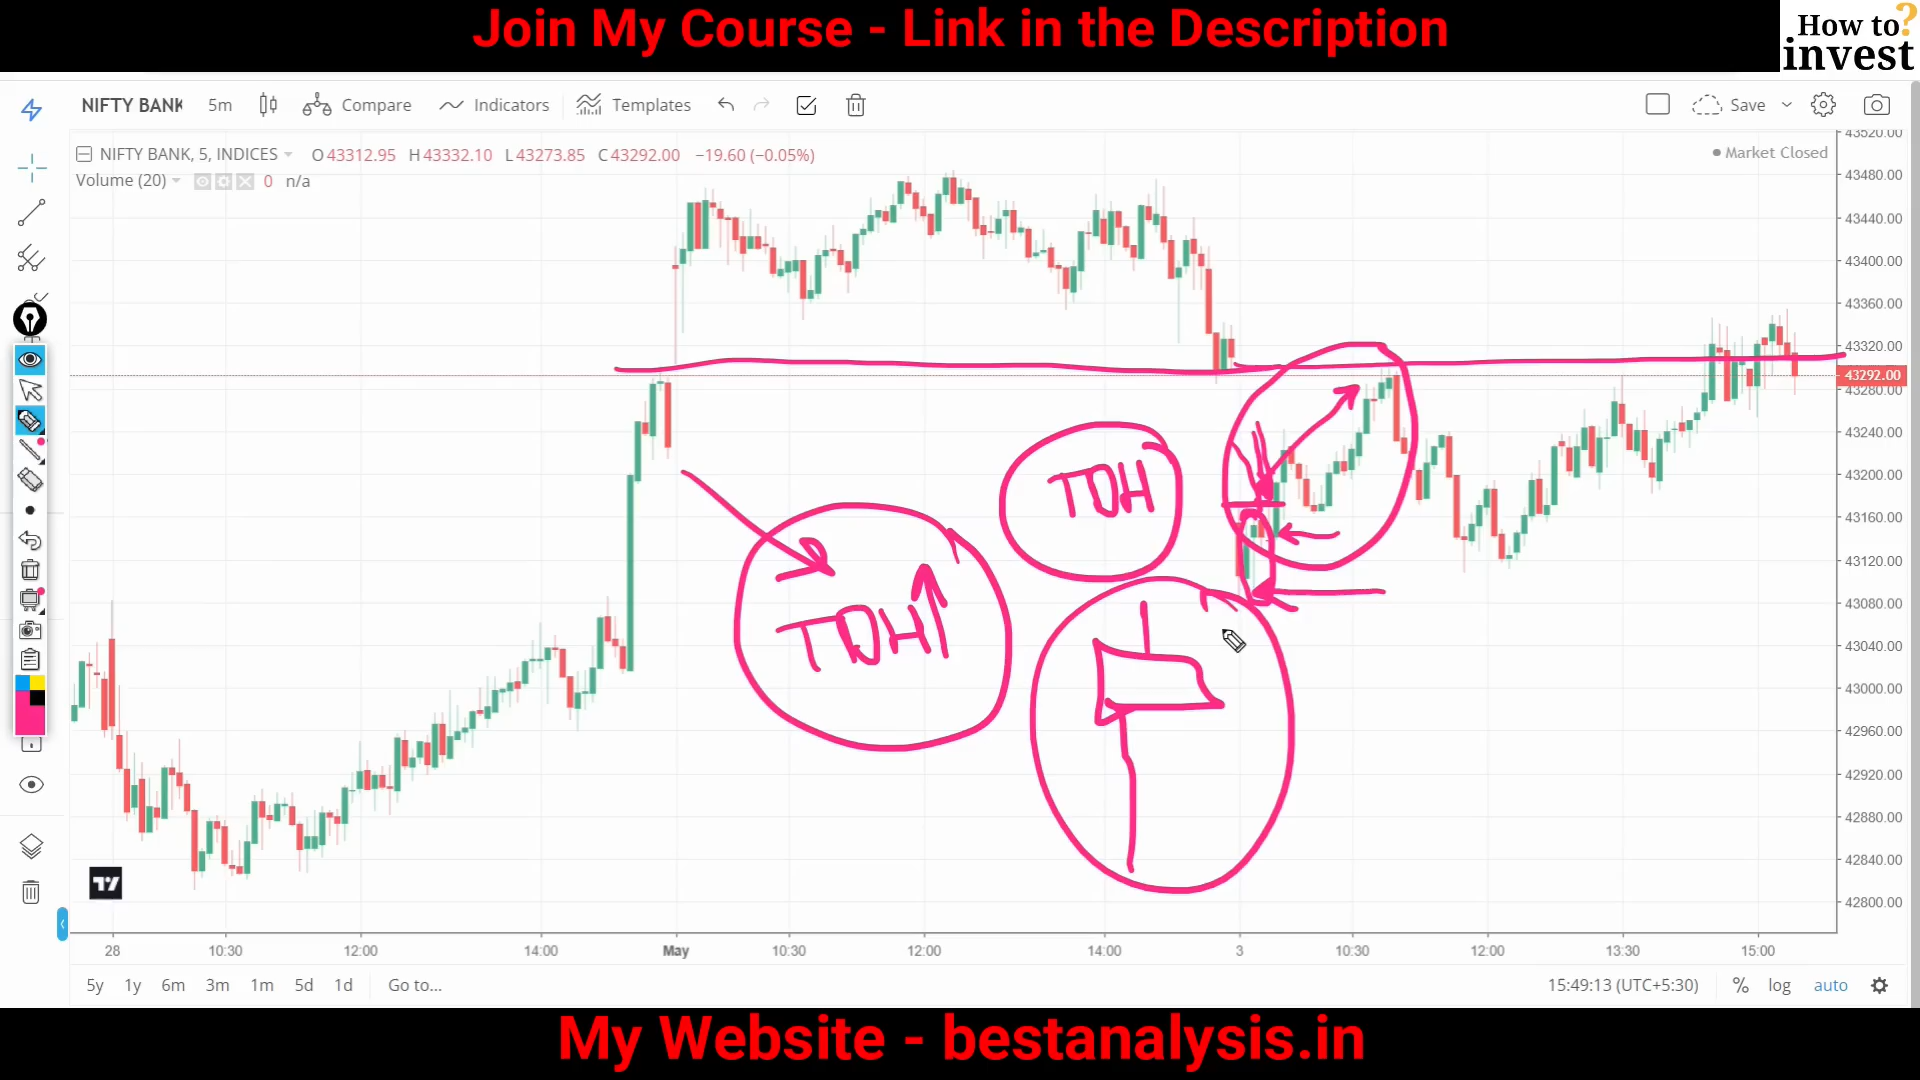 Join My Course - Link in the Description
How to?
invest
NIFTY BANK 5m Compare Indicators Templates Save
NIFTY BANK, 5, INDICES O43312.95 H43332.10 L43273.85 C43292.00 −19.60 (−0.05%)
Market Closed
Volume (20) 0 n/a
43520.00
43480.00
43440.00
43400.00
43360.00
43320.00
43292.00
43280.00
43240.00
43200.00
43160.00
43120.00
43080.00
43040.00
43000.00
42960.00
42920.00
42880.00
42840.00
42800.00
TDH
TDH
28 10:30 12:00 14:00 May 10:30 12:00 14:00 3 10:30 12:00 13:30 15:00
5y 1y 6m 3m 1m 5d 1d Go to... 15:49:13 (UTC+5:30) % log auto
My Website - bestanalysis.in